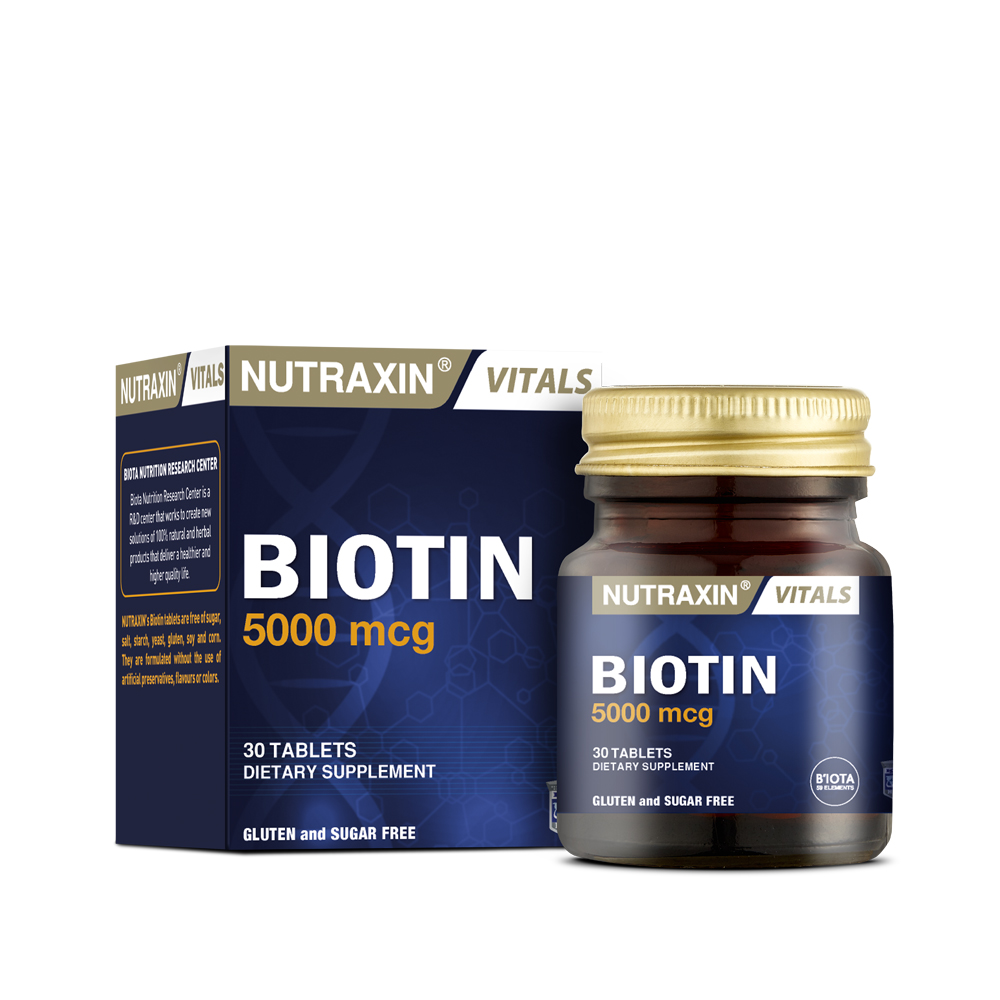 NUTRAXIN® VITALS
BIOTA NUTRITION RESEARCH CENTER
Biota Nutrition Research Center is a
R&D center that works to create new
solutions of 100% natural and herbal
products that deliver a healthier and
higher quality life.
NUTRAXIN's Biotin tablets are free of sugar,
salt, starch, yeast, gluten, soy and corn.
They are formulated without the use of
artificial preservatives, flavours or colors.
NUTRAXIN® VITALS
BIOTIN
5000 mcg
30 TABLETS
DIETARY SUPPLEMENT
GLUTEN and SUGAR FREE
NUTRAXIN® VITALS
BIOTIN
5000 mcg
30 TABLETS
DIETARY SUPPLEMENT
B'IOTA
59 ELEMENTS
GLUTEN and SUGAR FREE